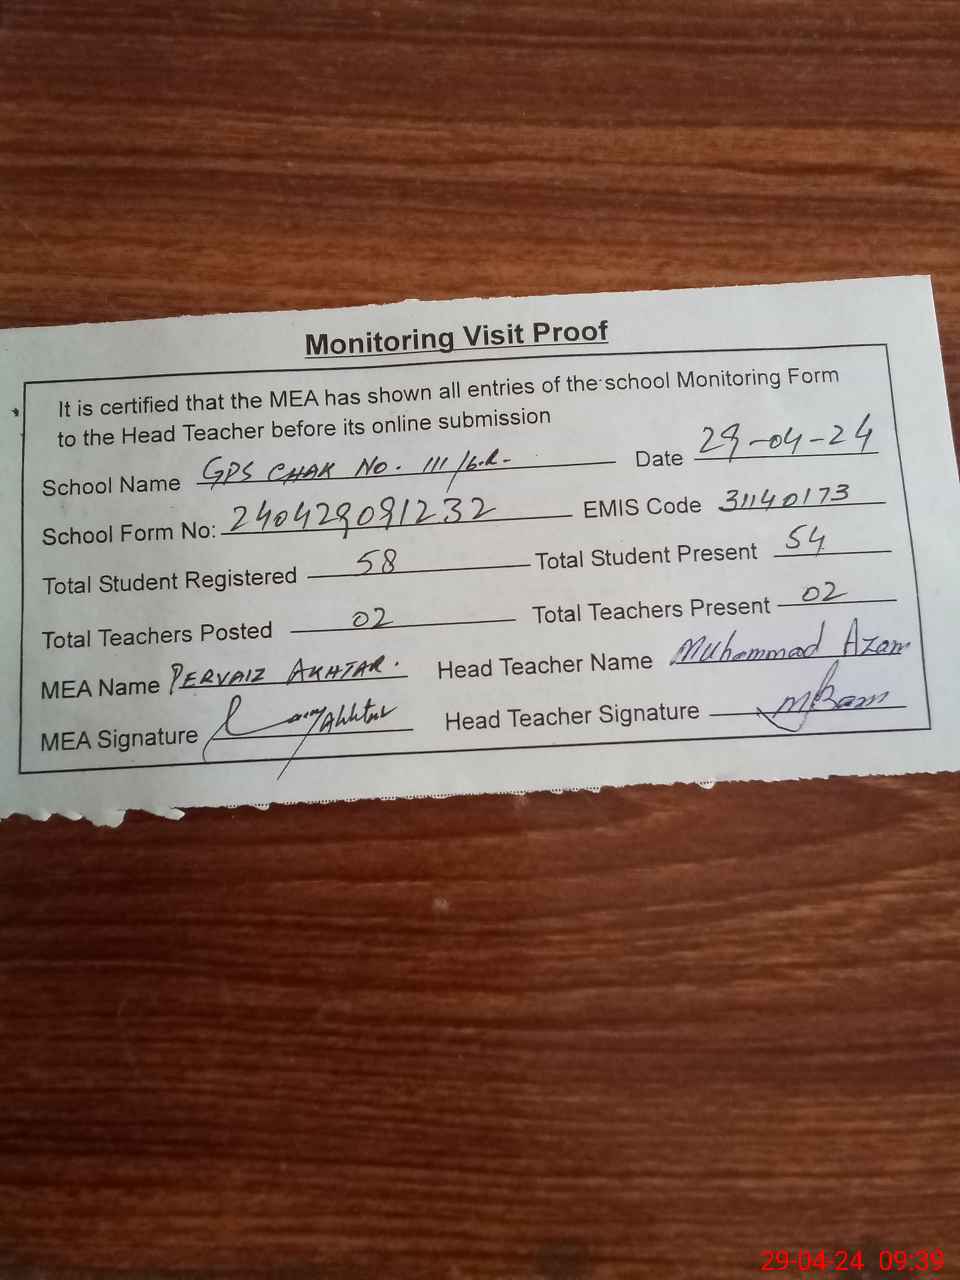 Monitoring Visit Proof
It is certified that the MEA has shown all entries of the school Monitoring Form
to the Head Teacher before its online submission
School Name GPS CHAK NO. 111/6.R. Date 29-04-24
School Form No: 240429091232 EMIS Code 31140173
Total Student Registered 58 Total Student Present 54
Total Teachers Posted 02 Total Teachers Present 02
MEA Name PERVAIZ AKHTAR. Head Teacher Name Muhammad Azam
MEA Signature Head Teacher Signature
29-04-24 09:39